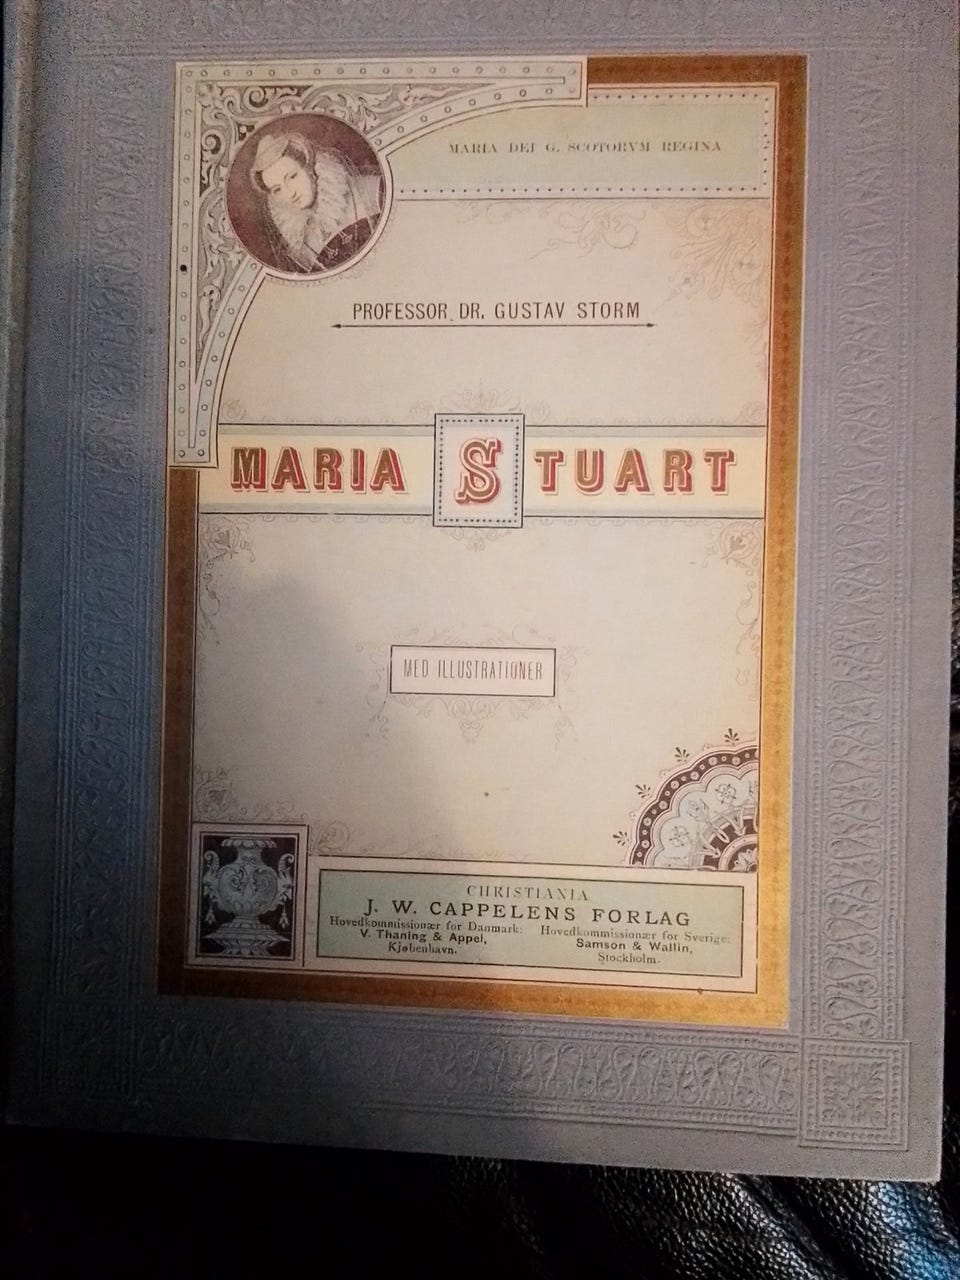 MARIA DEI G. SCOTORVM REGINA
PROFESSOR DR. GUSTAV STORM
MARIA STUART
MED ILLUSTRATIONER
CHRISTIANIA
J. W. CAPPELENS FORLAG
Hovedkommissionær for Danmark:
V. Thaning & Appel,
Kjøbenhavn.
Hovedkommissionær for Sverige:
Samson & Wallin,
Stockholm.